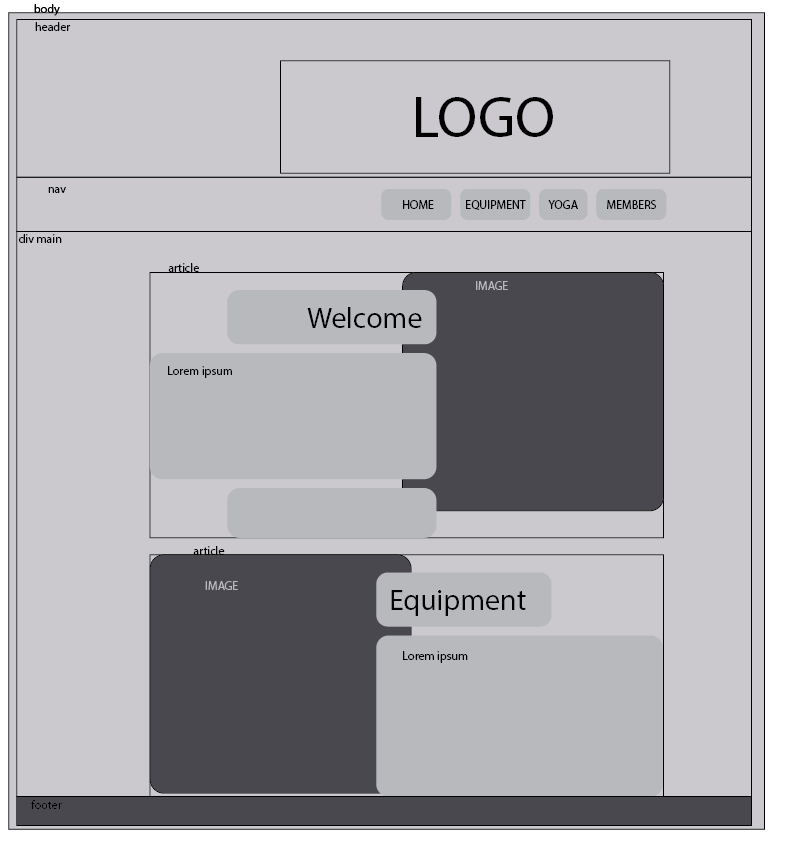 body
header
LOGO
nav
HOME EQUIPMENT YOGA MEMBERS
div main
article
IMAGE
Welcome
Lorem ipsum
article
IMAGE
Equipment
Lorem ipsum
footer